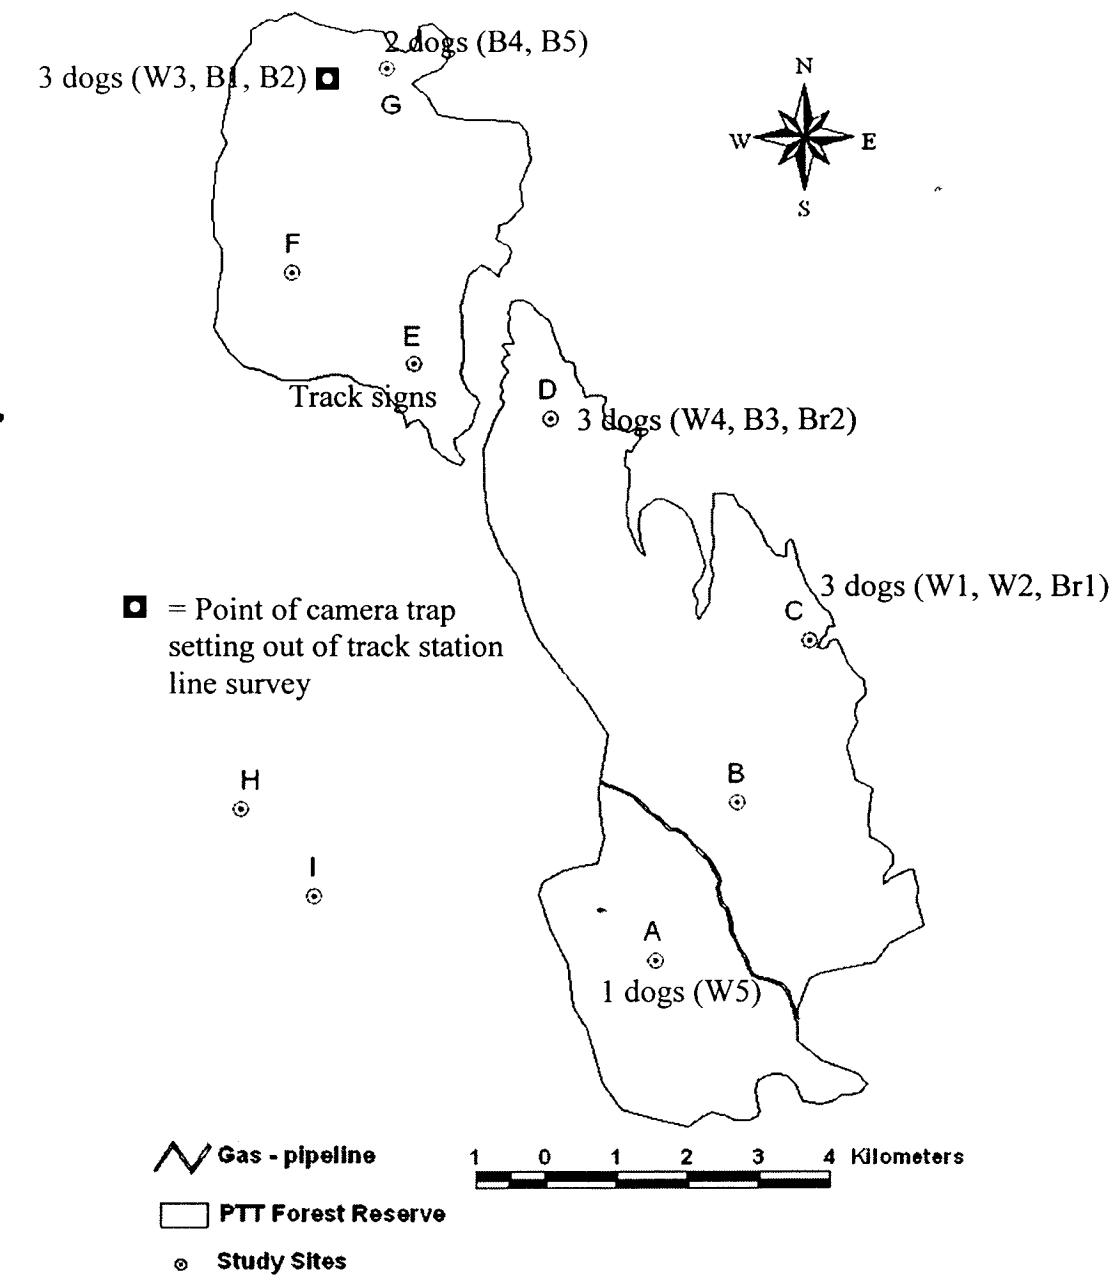 2 dogs (B4, B5)
3 dogs (W3, B1, B2)
G
N
W
E
S
F
E
Track signs
D
3 dogs (W4, B3, Br2)
3 dogs (W1, W2, Br1)
C
= Point of camera trap
setting out of track station
line survey
H
B
I
A
1 dogs (W5)
Gas - pipeline
1 0 1 2 3 4 Kilometers
PTT Forest Reserve
Study Sites